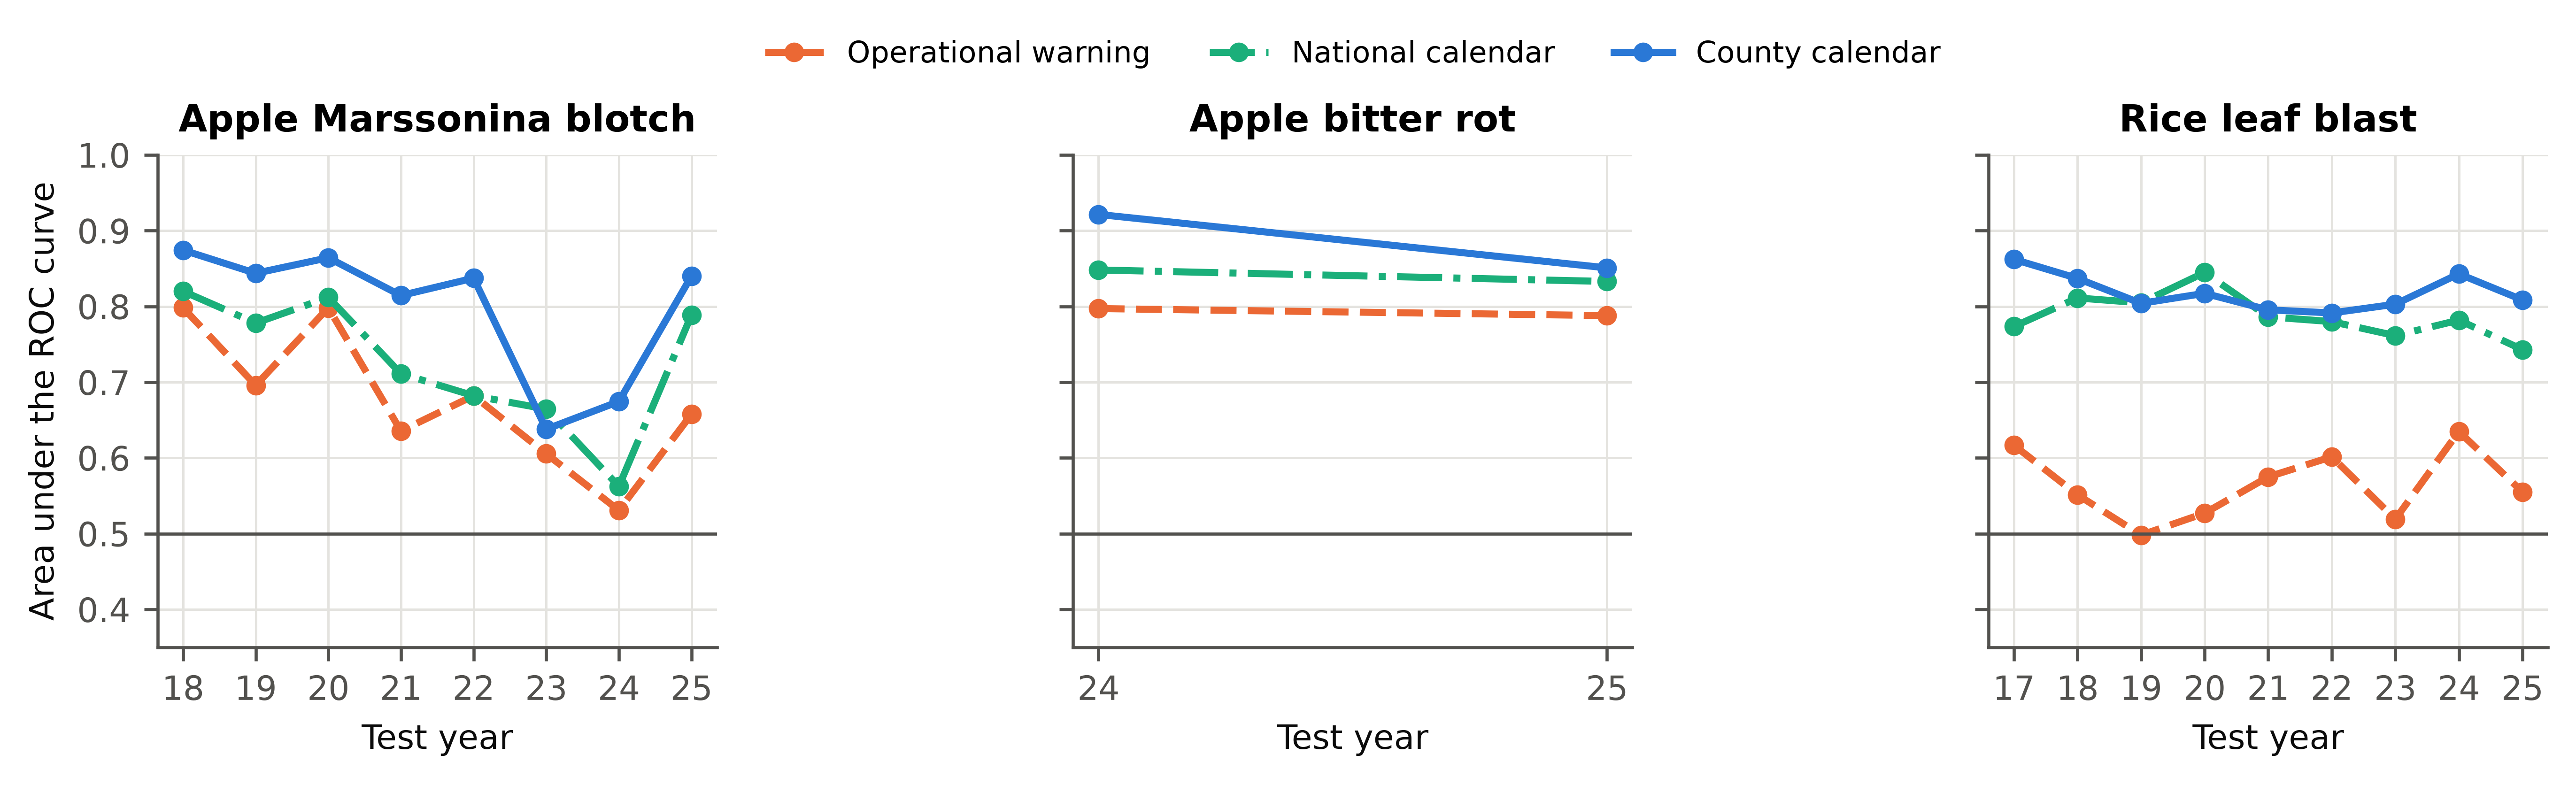 Operational warning National calendar County calendar
Apple Marssonina blotch
Area under the ROC curve
1.0
0.9
0.8
0.7
0.6
0.5
0.4
18 19 20 21 22 23 24 25
Test year
Apple bitter rot
24 25
Test year
Rice leaf blast
17 18 19 20 21 22 23 24 25
Test year